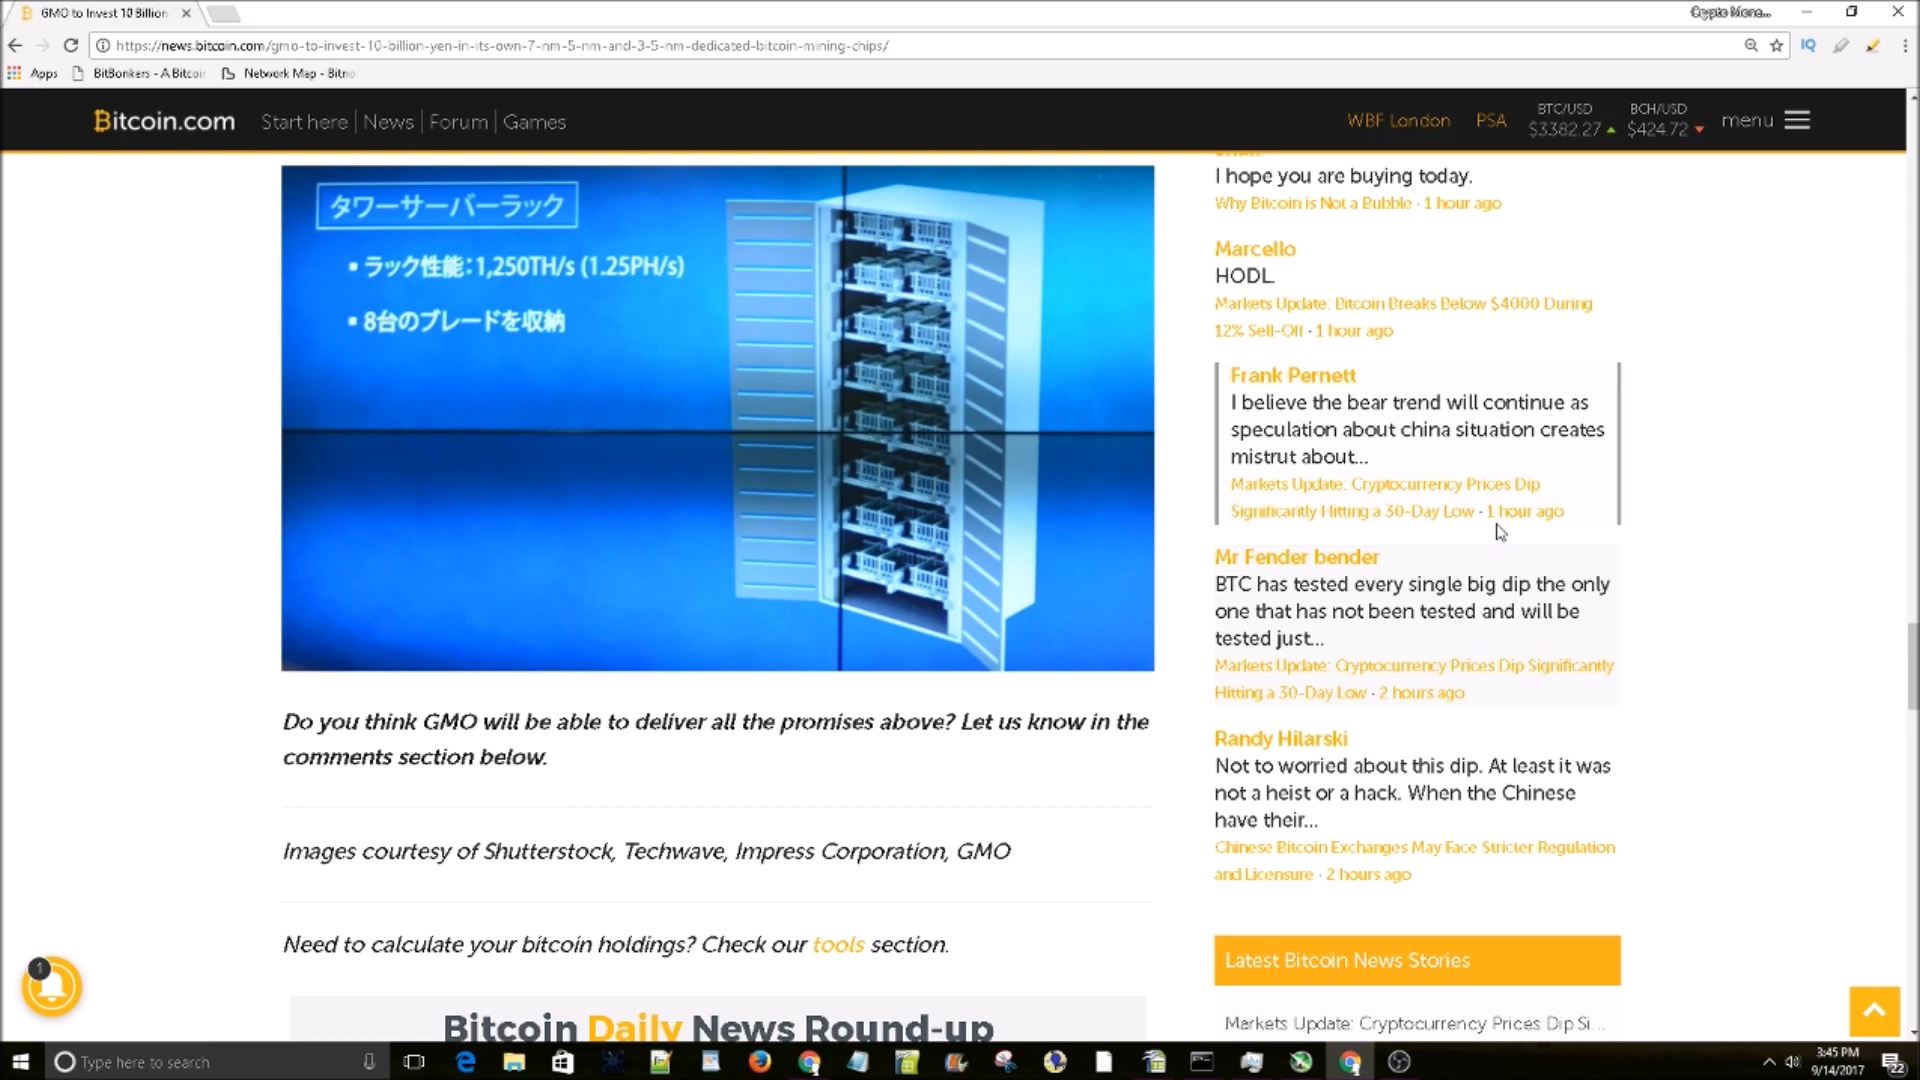 GMO to Invest 10 Billion
https://news.bitcoin.com/gmo-to-invest-10-billion-yen-in-its-own-7-nm-5-nm-and-3-5-nm-dedicated-bitcoin-mining-chips/
Apps
BitBonkers - A Bitcoi
Network Map - Bitno
Bitcoin.com
Start here | News | Forum | Games
WBF London
PSA
BTC/USD
$3382.27
BCH/USD
$424.72
menu
タワーサーバーラック
▪ ラック性能：1,250TH/s (1.25PH/s)
▪ 8台のブレードを収納
Do you think GMO will be able to deliver all the promises above? Let us know in the
comments section below.
Images courtesy of Shutterstock, Techwave, Impress Corporation, GMO
Need to calculate your bitcoin holdings? Check our tools section.
Bitcoin Daily News Round-up
I hope you are buying today.
Why Bitcoin is Not a Bubble · 1 hour ago
Marcello
HODL.
Markets Update: Bitcoin Breaks Below $4000 During
12% Sell-Off · 1 hour ago
Frank Pernett
I believe the bear trend will continue as
speculation about china situation creates
mistrut about...
Markets Update: Cryptocurrency Prices Dip
Significantly Hitting a 30-Day Low · 1 hour ago
Mr Fender bender
BTC has tested every single big dip the only
one that has not been tested and will be
tested just...
Markets Update: Cryptocurrency Prices Dip Significantly
Hitting a 30-Day Low · 2 hours ago
Randy Hilarski
Not to worried about this dip. At least it was
not a heist or a hack. When the Chinese
have their...
Chinese Bitcoin Exchanges May Face Stricter Regulation
and Licensure · 2 hours ago
Latest Bitcoin News Stories
Markets Update: Cryptocurrency Prices Dip Si...
1
Type here to search
3:45 PM
9/14/2017
22